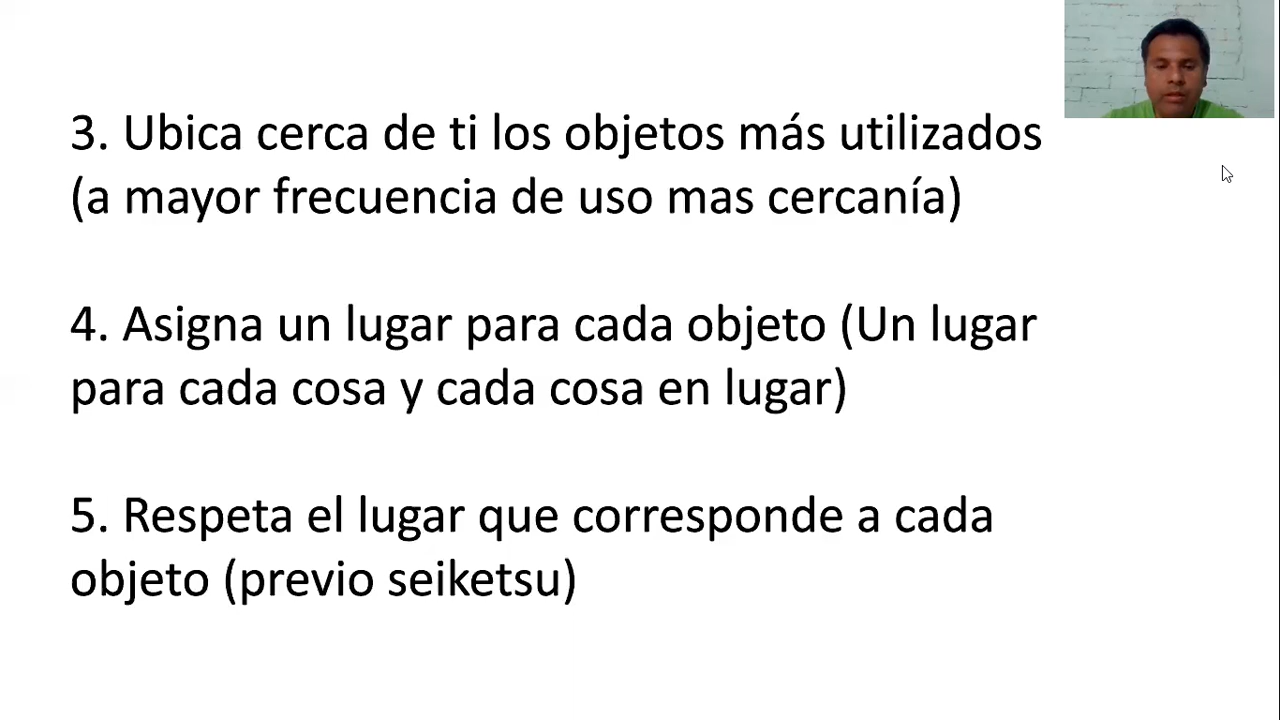 3. Ubica cerca de ti los objetos más utilizados
(a mayor frecuencia de uso mas cercanía)
4. Asigna un lugar para cada objeto (Un lugar
para cada cosa y cada cosa en lugar)
5. Respeta el lugar que corresponde a cada
objeto (previo seiketsu)